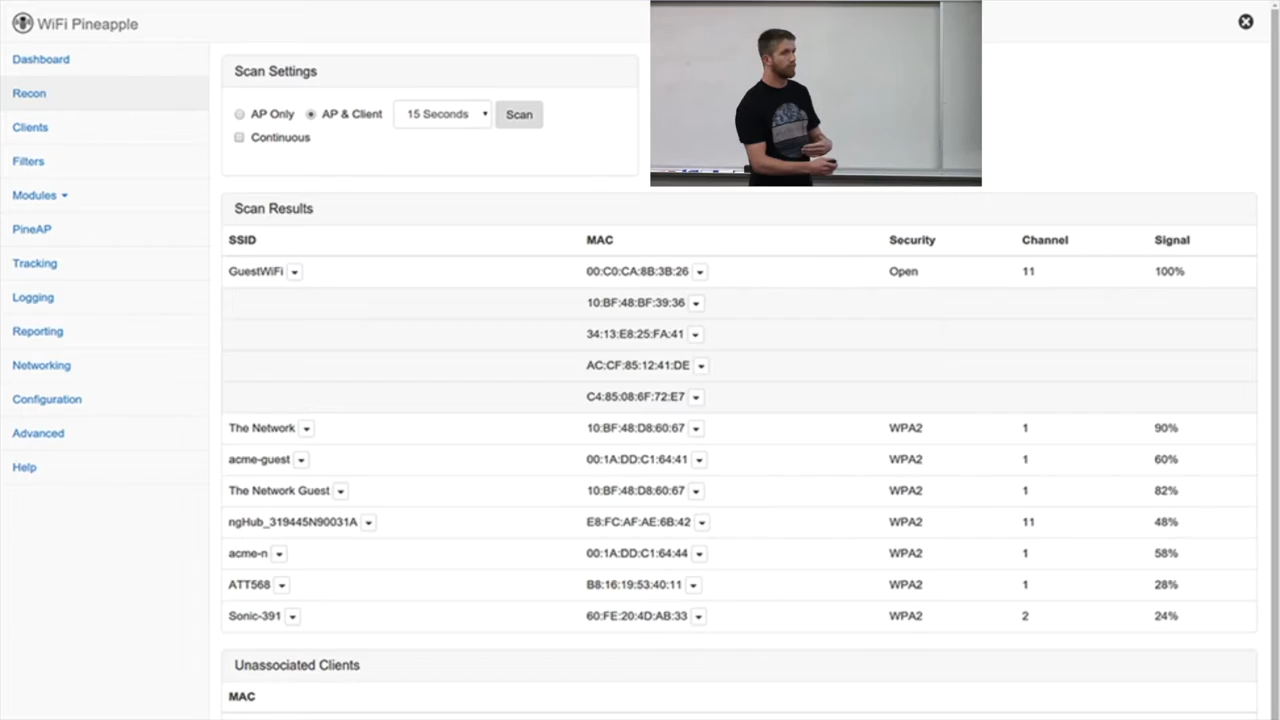 WiFi Pineapple
Dashboard
Recon
Clients
Filters
Modules
PineAP
Tracking
Logging
Reporting
Networking
Configuration
Advanced
Help
Scan Settings
AP Only AP & Client 15 Seconds Scan
Continuous
Scan Results
SSID MAC Security Channel Signal
GuestWiFi 00:C0:CA:8B:3B:26 Open 11 100%
10:BF:48:BF:39:36
34:13:E8:25:FA:41
AC:CF:85:12:41:DE
C4:85:08:6F:72:E7
The Network 10:BF:48:D8:60:67 WPA2 1 90%
acme-guest 00:1A:DD:C1:64:41 WPA2 1 60%
The Network Guest 10:BF:48:D8:60:67 WPA2 1 82%
ngHub_319445N90031A E8:FC:AF:AE:6B:42 WPA2 11 48%
acme-n 00:1A:DD:C1:64:44 WPA2 1 58%
ATT568 B8:16:19:53:40:11 WPA2 1 28%
Sonic-391 60:FE:20:4D:AB:33 WPA2 2 24%
Unassociated Clients
MAC